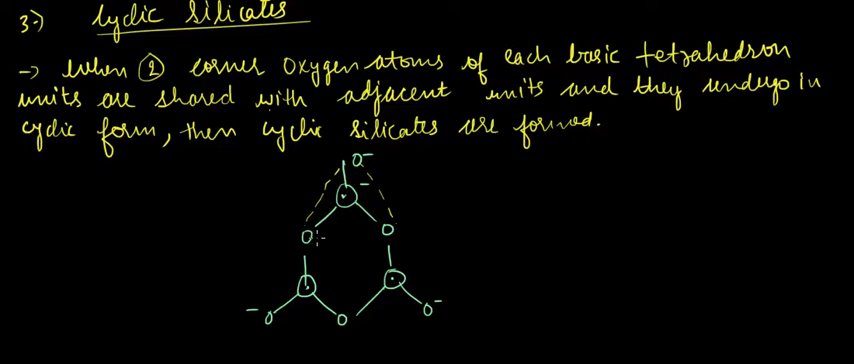 3:-) Cyclic Silicates
→ When 2 corner oxygen atoms of each basic tetrahedron
units are shared with adjacent units and they undergo in
cyclic form, then cyclic silicates are formed.
O⁻
⁻
O O
⁻O O O⁻